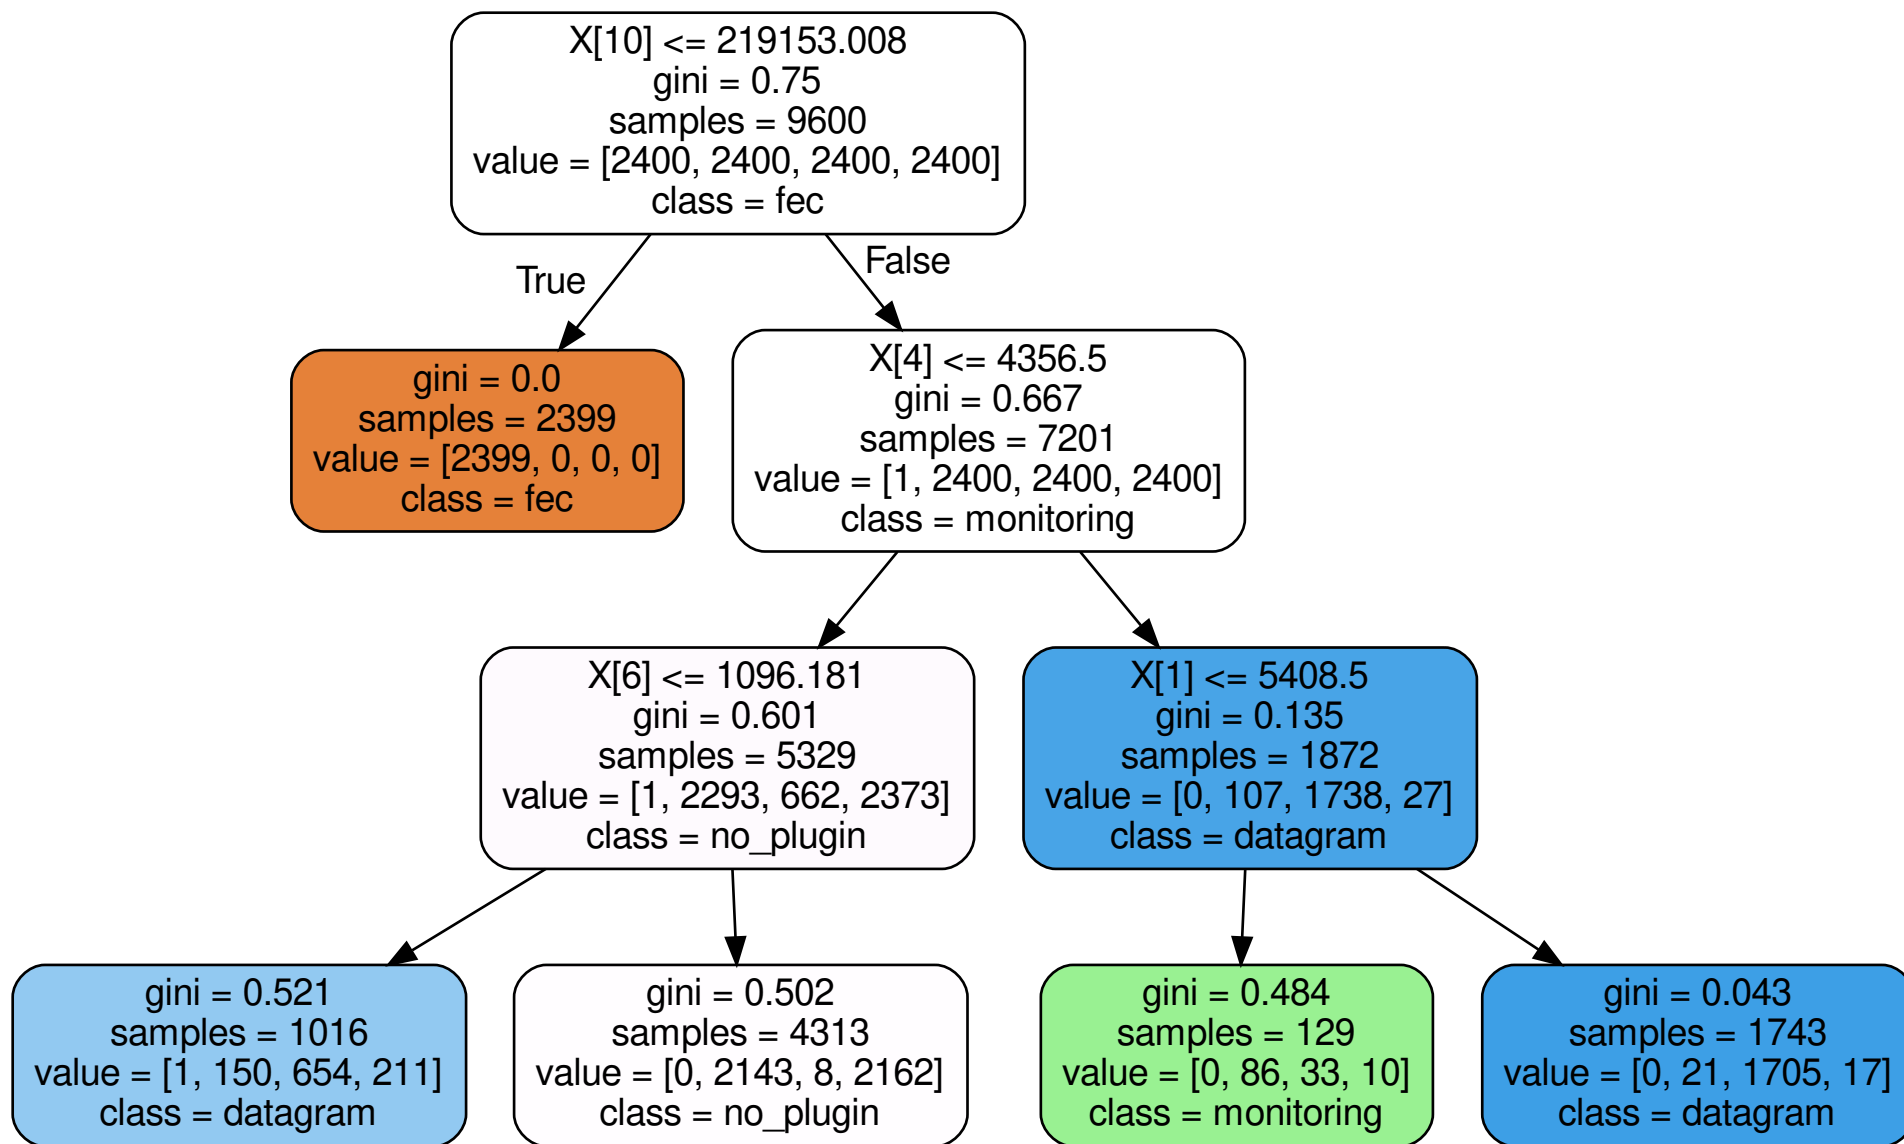 X[10] <= 219153.008
gini = 0.75
samples = 9600
value = [2400, 2400, 2400, 2400]
class = fec
True
False
gini = 0.0
samples = 2399
value = [2399, 0, 0, 0]
class = fec
X[4] <= 4356.5
gini = 0.667
samples = 7201
value = [1, 2400, 2400, 2400]
class = monitoring
X[6] <= 1096.181
gini = 0.601
samples = 5329
value = [1, 2293, 662, 2373]
class = no_plugin
X[1] <= 5408.5
gini = 0.135
samples = 1872
value = [0, 107, 1738, 27]
class = datagram
gini = 0.521
samples = 1016
value = [1, 150, 654, 211]
class = datagram
gini = 0.502
samples = 4313
value = [0, 2143, 8, 2162]
class = no_plugin
gini = 0.484
samples = 129
value = [0, 86, 33, 10]
class = monitoring
gini = 0.043
samples = 1743
value = [0, 21, 1705, 17]
class = datagram